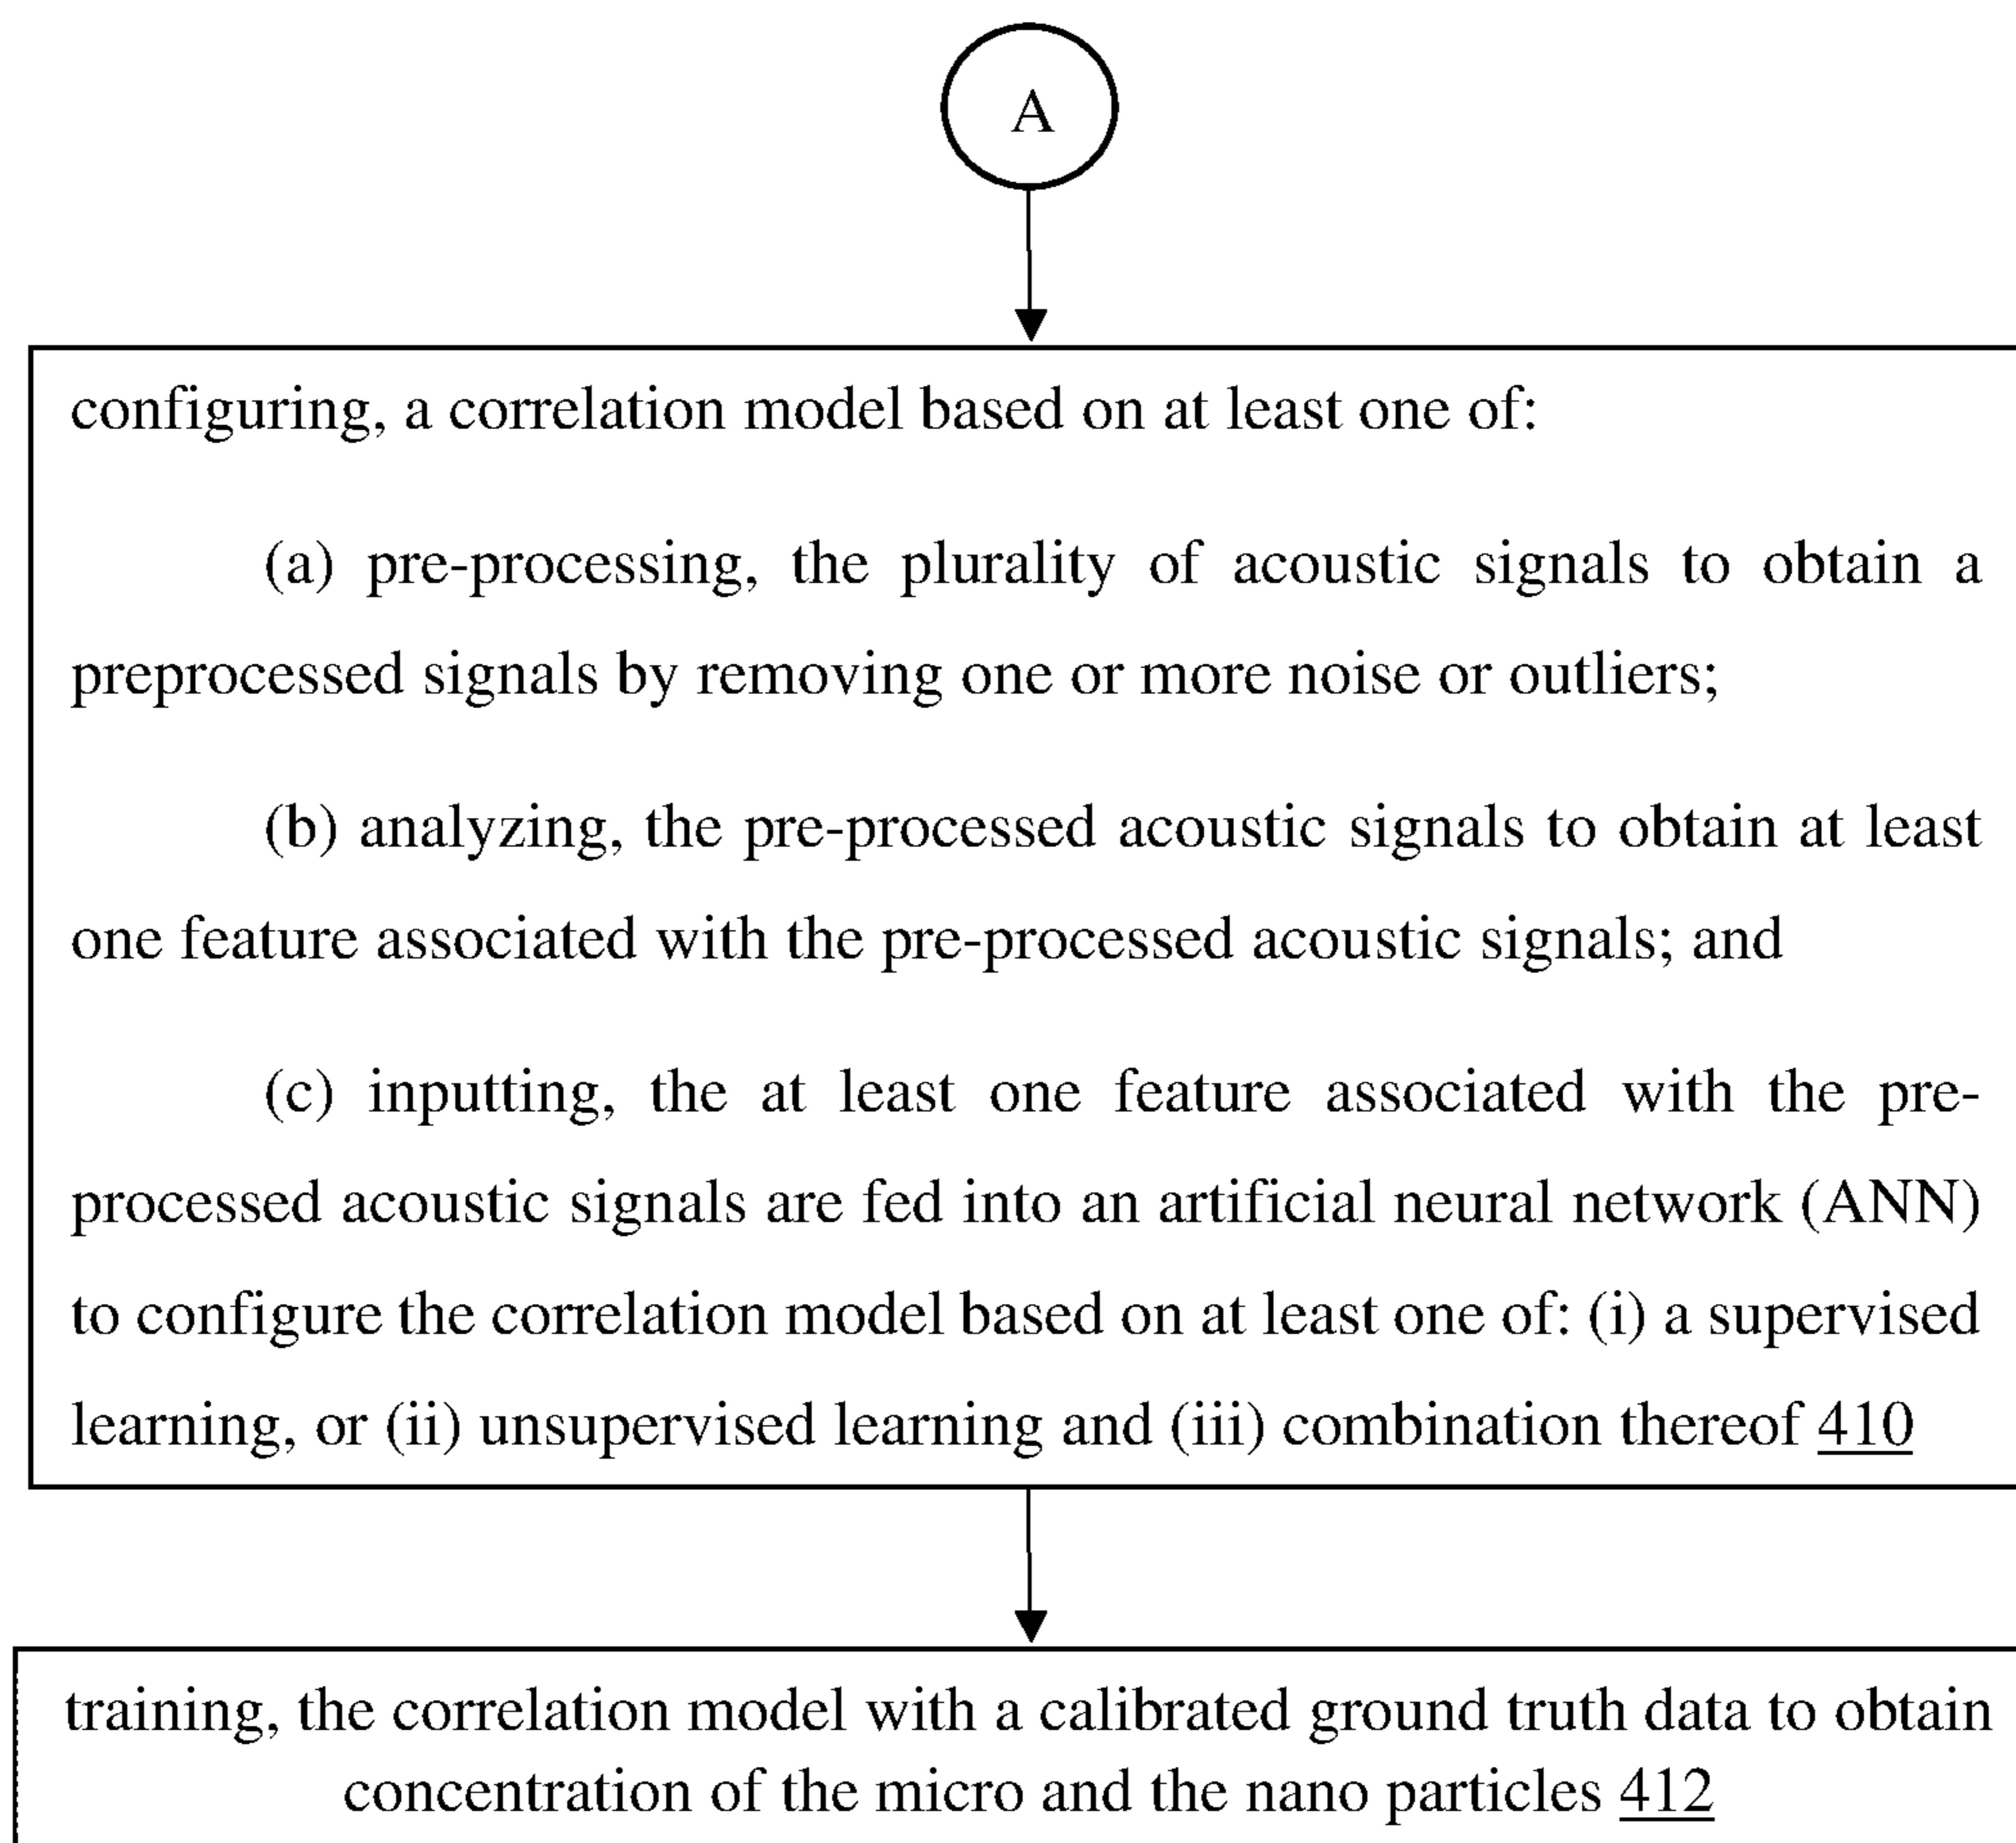 A
configuring, a correlation model based on at least one of:
(a) pre-processing, the plurality of acoustic signals to obtain a
preprocessed signals by removing one or more noise or outliers;
(b) analyzing, the pre-processed acoustic signals to obtain at least
one feature associated with the pre-processed acoustic signals; and
(c) inputting, the at least one feature associated with the pre-
processed acoustic signals are fed into an artificial neural network (ANN)
to configure the correlation model based on at least one of: (i) a supervised
learning, or (ii) unsupervised learning and (iii) combination thereof 410
training, the correlation model with a calibrated ground truth data to obtain
concentration of the micro and the nano particles 412